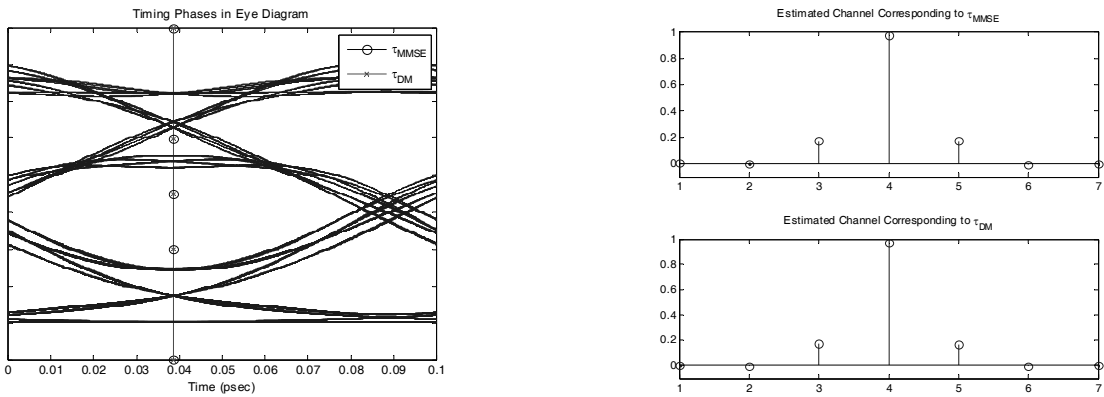 Timing Phases in Eye Diagram
τMMSE
τDM
0 0.01 0.02 0.03 0.04 0.05 0.06 0.07 0.08 0.09 0.1
Time (psec)
Estimated Channel Corresponding to τMMSE
1
0.8
0.6
0.4
0.2
0
1 2 3 4 5 6 7
Estimated Channel Corresponding to τDM
1
0.8
0.6
0.4
0.2
0
1 2 3 4 5 6 7